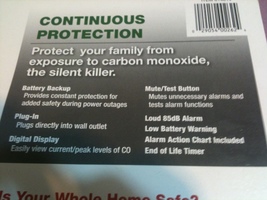 CONTINUOUS
PROTECTION
Protect your family from
exposure to carbon monoxide,
the silent killer.
Battery Backup
Provides constant protection for
added safety during power outages
Plug-In
Plugs directly into wall outlet
Digital Display
Easily view current/peak levels of CO
Mute/Test Button
Mutes unnecessary alarms and
tests alarm functions
Loud 85dB Alarm
Low Battery Warning
Alarm Action Chart Included
End of Life Timer
Is Your Whole Home Safe?